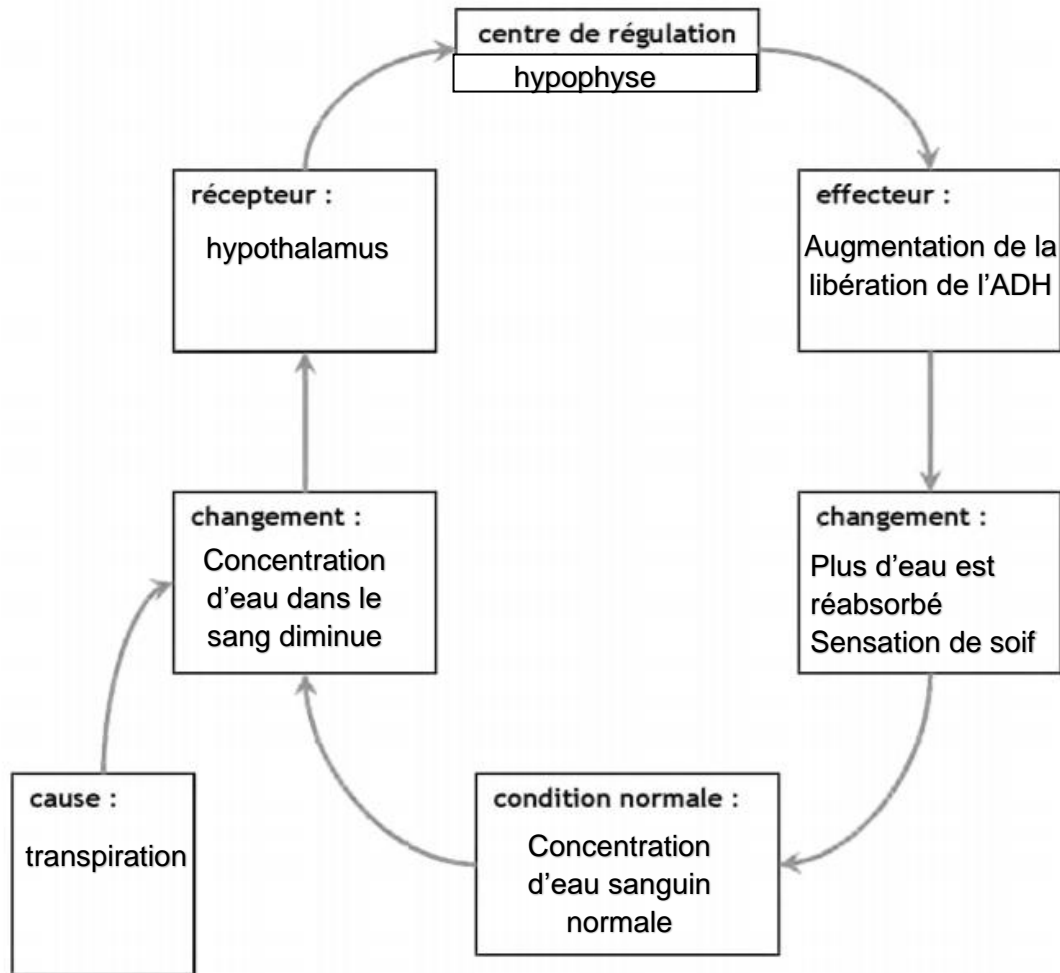 centre de régulation
hypophyse
récepteur :
hypothalamus
effecteur :
Augmentation de la
libération de l’ADH
changement :
Concentration
d’eau dans le
sang diminue
changement :
Plus d’eau est
réabsorbé
Sensation de soif
cause :
transpiration
condition normale :
Concentration
d’eau sanguin
normale